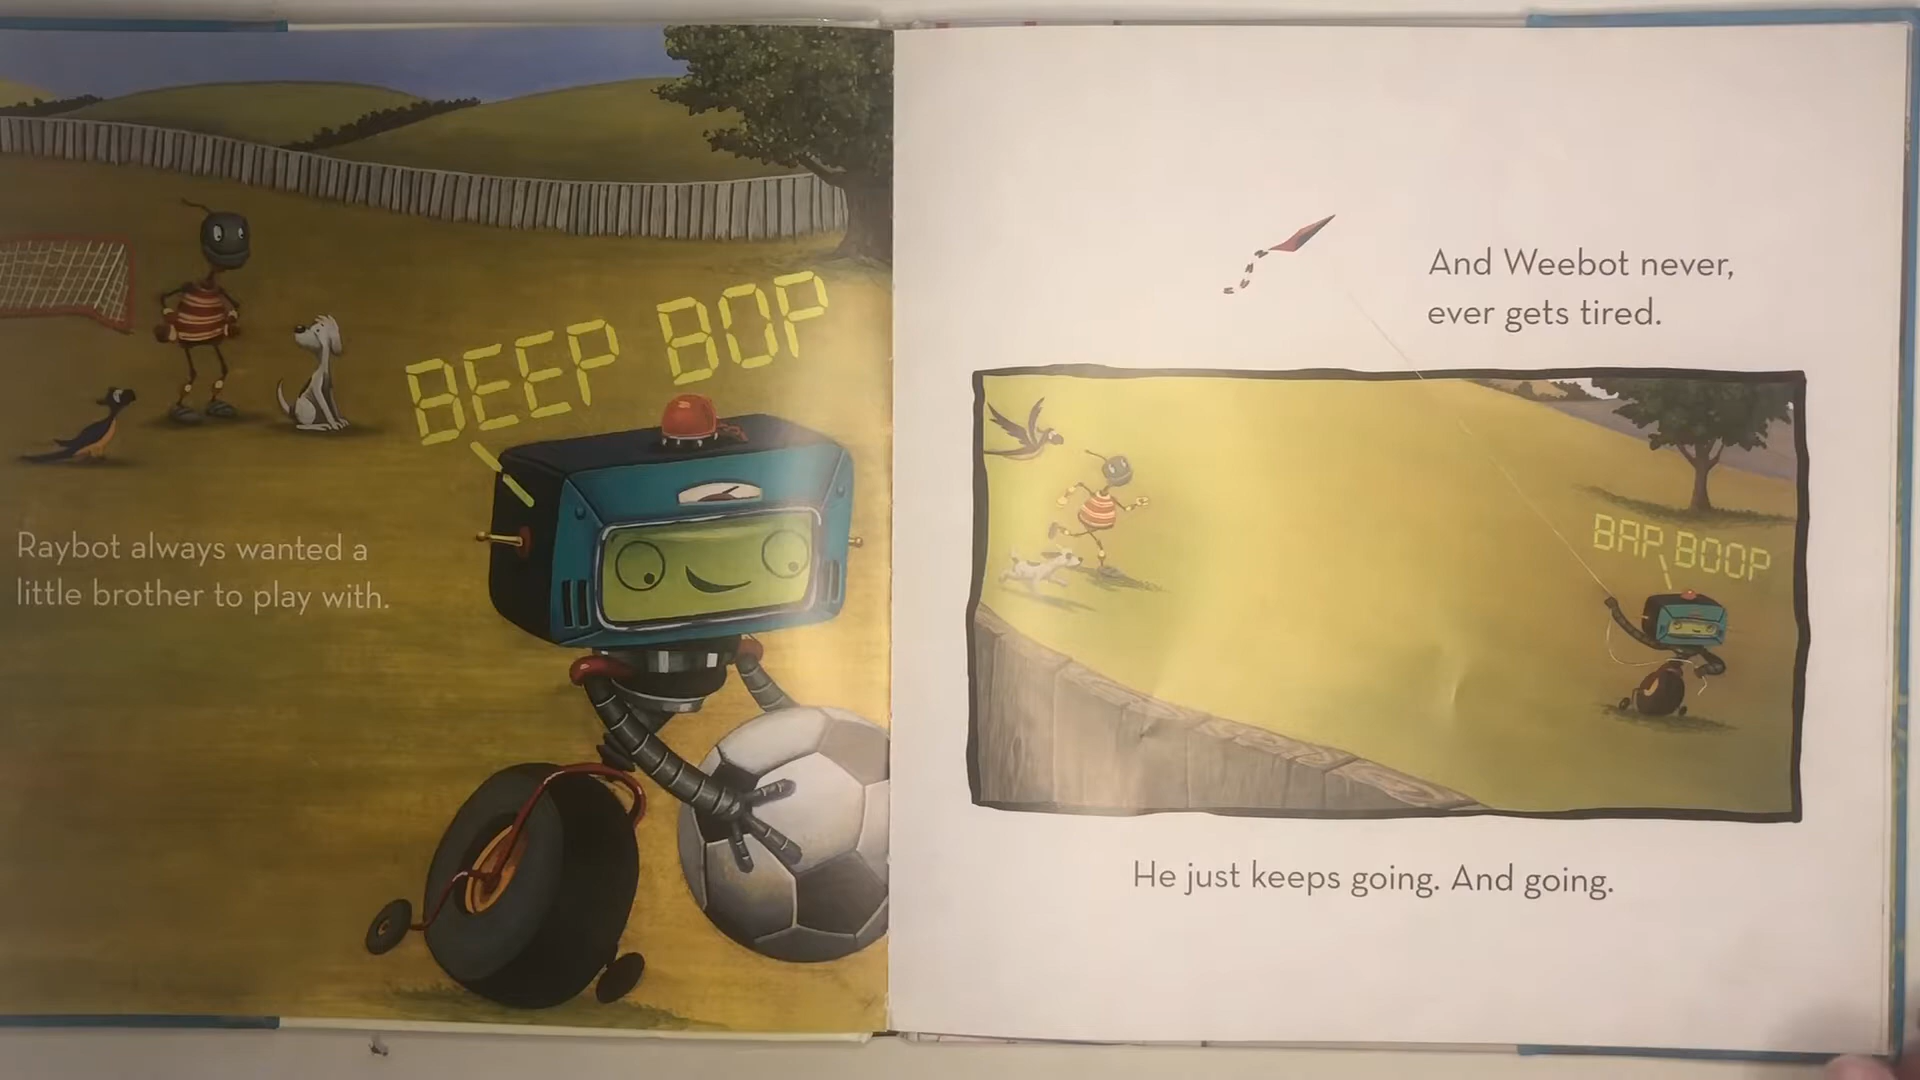 BEEP BOP
Raybot always wanted a
little brother to play with.
And Weebot never,
ever gets tired.
BAP BOOP
He just keeps going. And going.